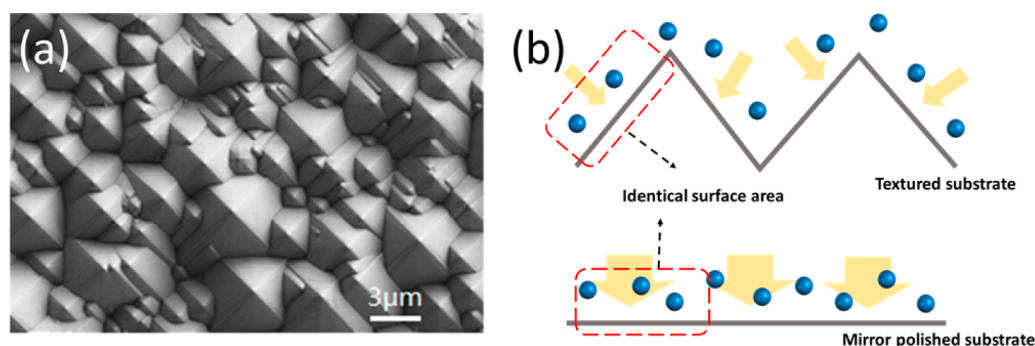 (a)
3μm
(b)
Textured substrate
Identical surface area
Mirror polished substrate